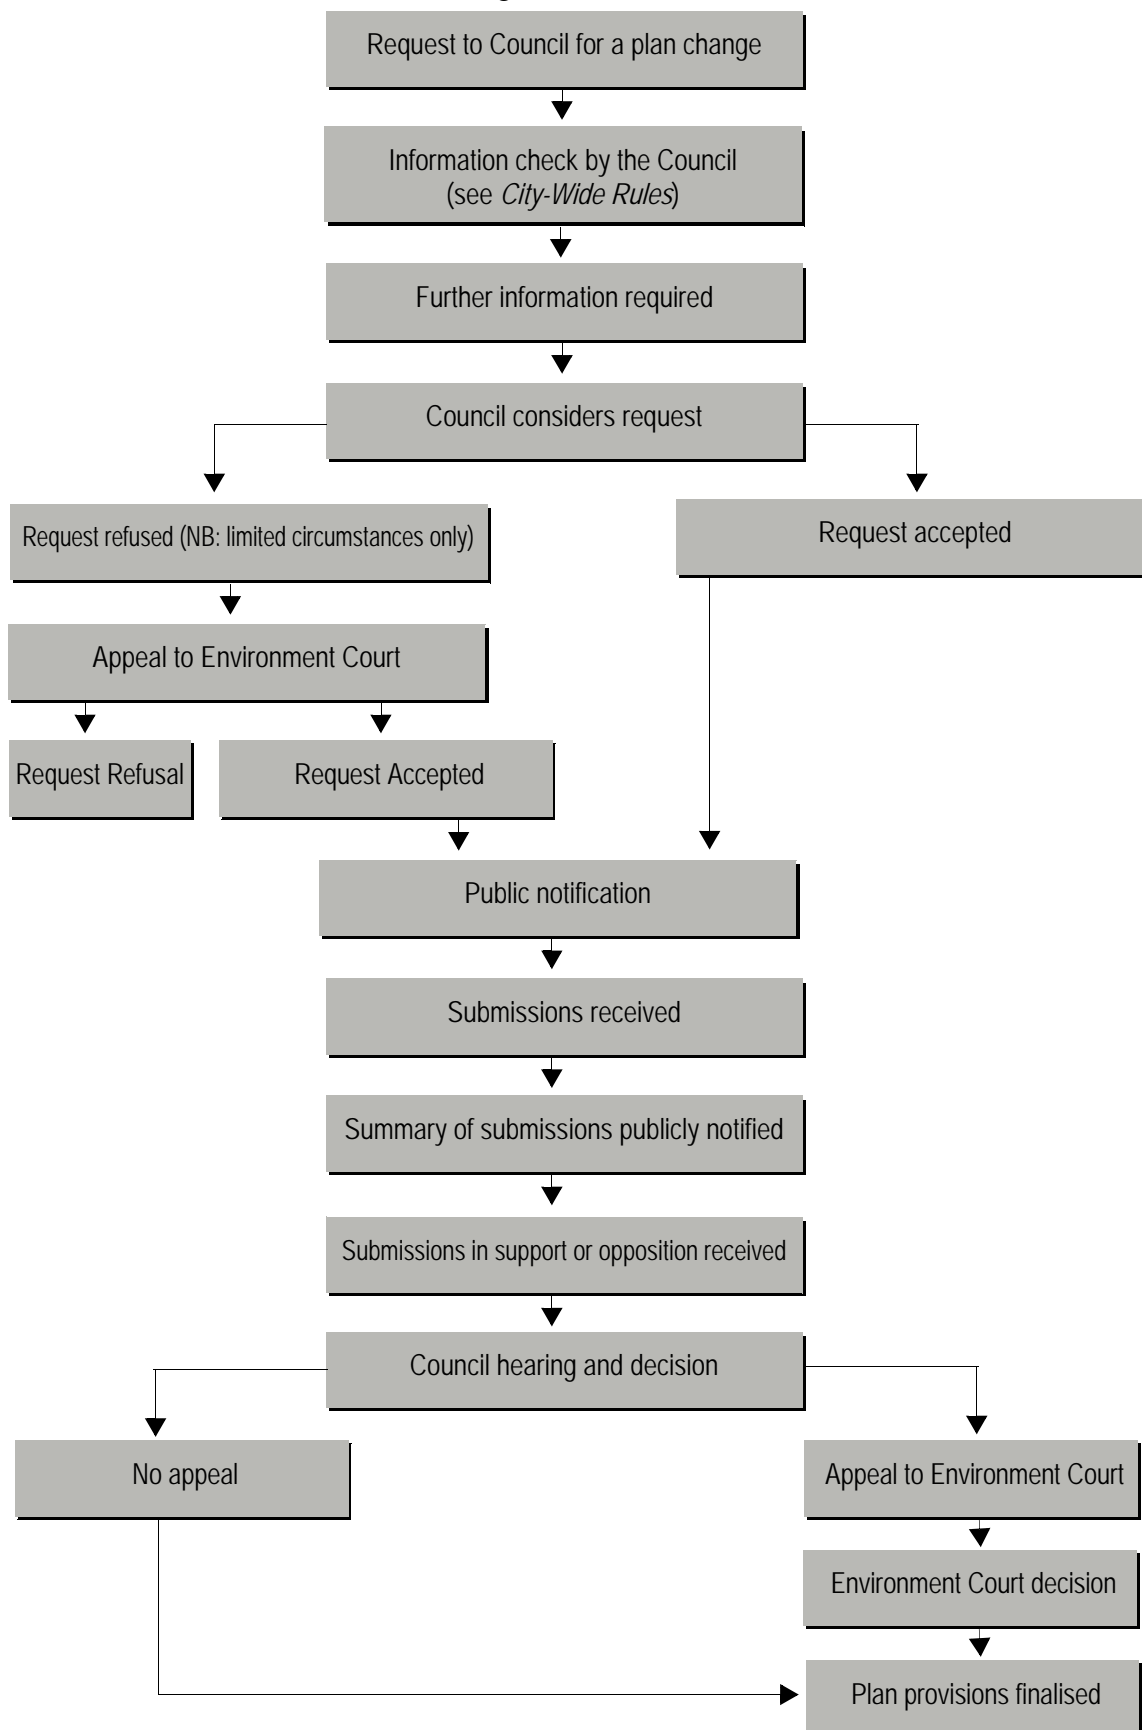 Request to Council for a plan change
Information check by the Council
(see City-Wide Rules)
Further information required
Council considers request
Request refused (NB: limited circumstances only)
Request accepted
Appeal to Environment Court
Request Refusal
Request Accepted
Public notification
Submissions received
Summary of submissions publicly notified
Submissions in support or opposition received
Council hearing and decision
No appeal
Appeal to Environment Court
Environment Court decision
Plan provisions finalised